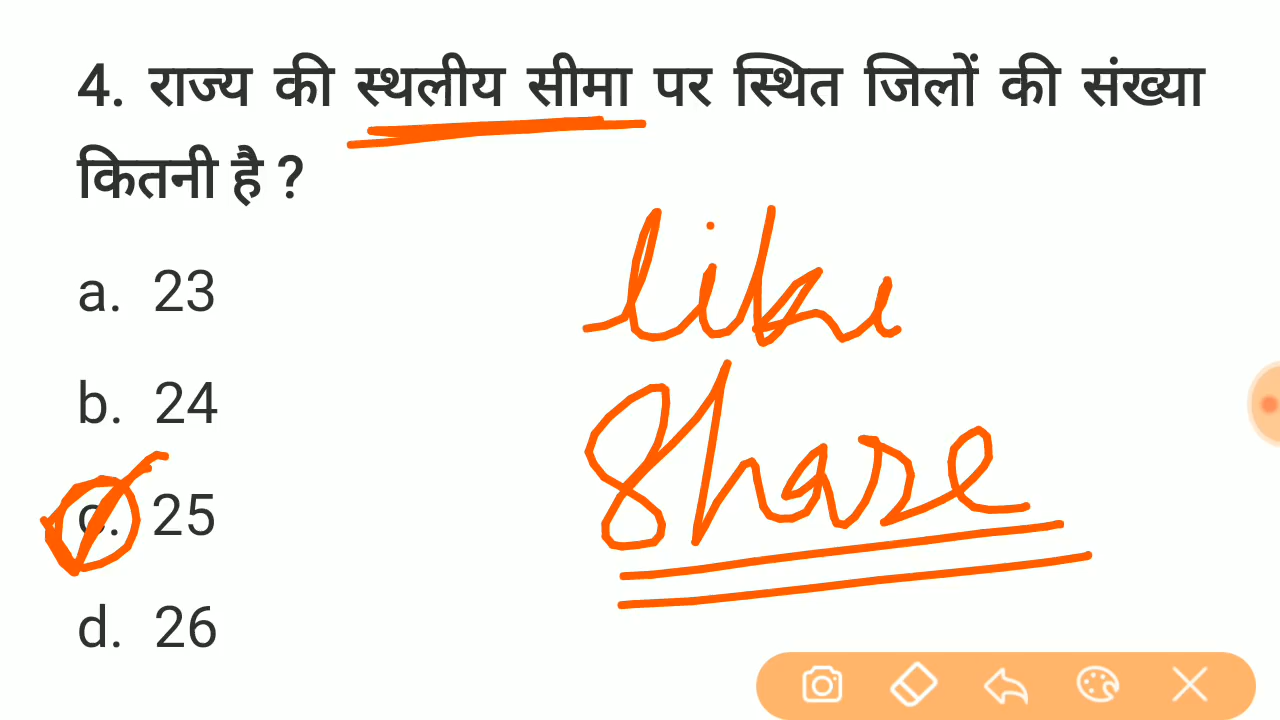 4. राज्य की स्थलीय सीमा पर स्थित जिलों की संख्या
कितनी है ?
a. 23
b. 24
c. 25
d. 26
like
Share